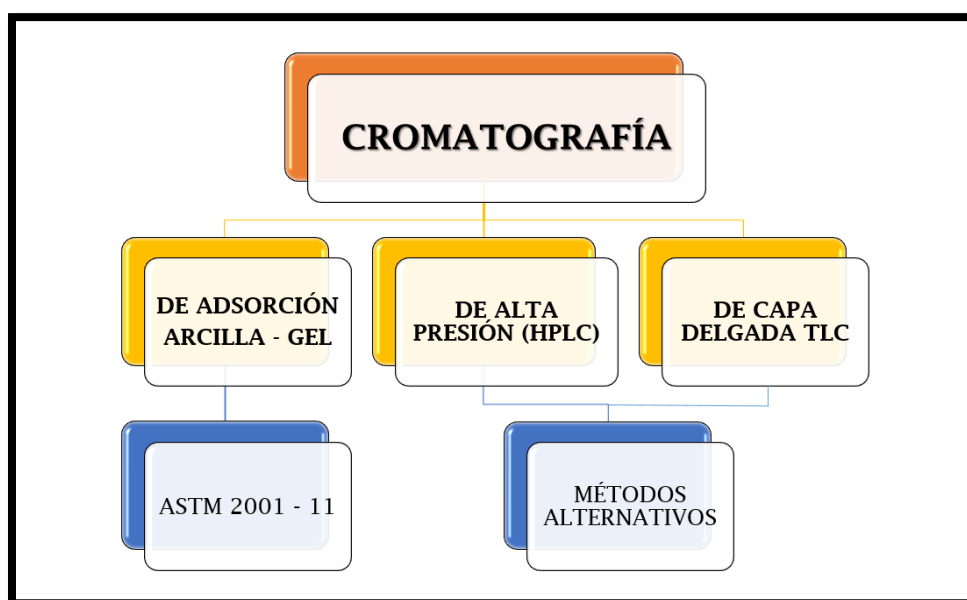 CROMATOGRAFÍA
DE ADSORCIÓN
ARCILLA - GEL
DE ALTA
PRESIÓN (HPLC)
DE CAPA
DELGADA TLC
ASTM 2001 - 11
MÉTODOS
ALTERNATIVOS